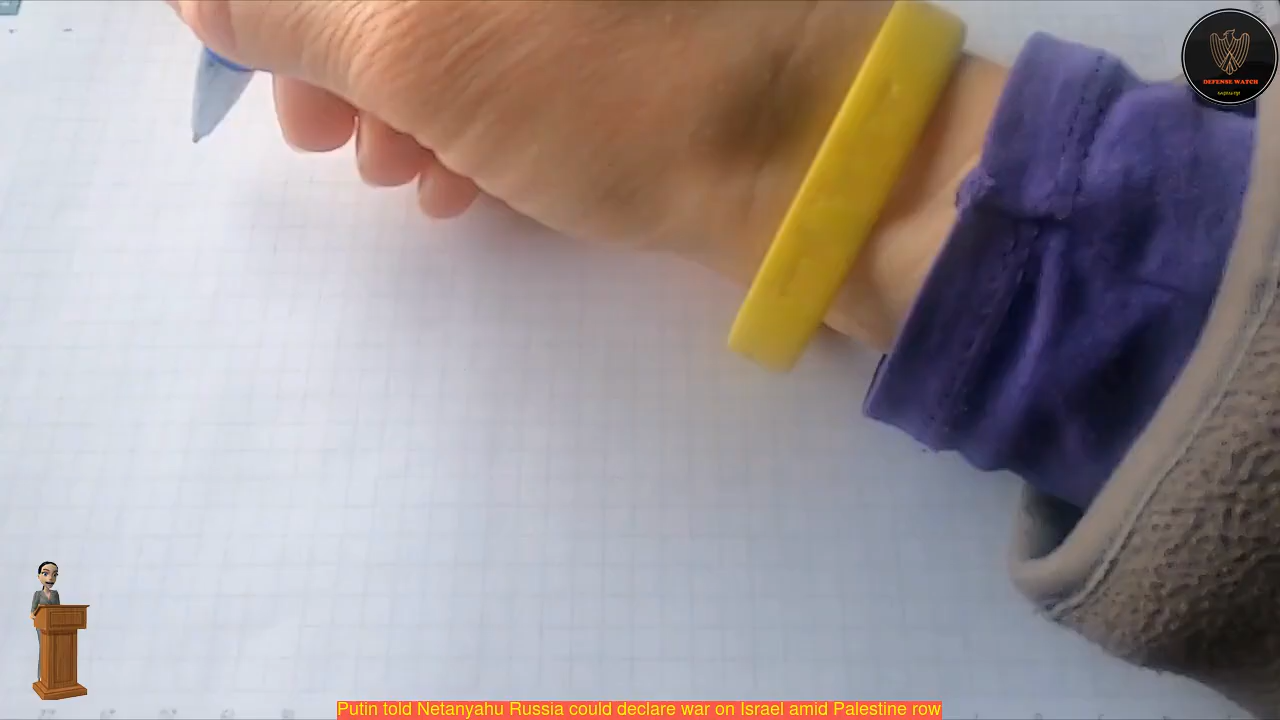 DEFENSE WATCH
Putin told Netanyahu Russia could declare war on Israel amid Palestine row